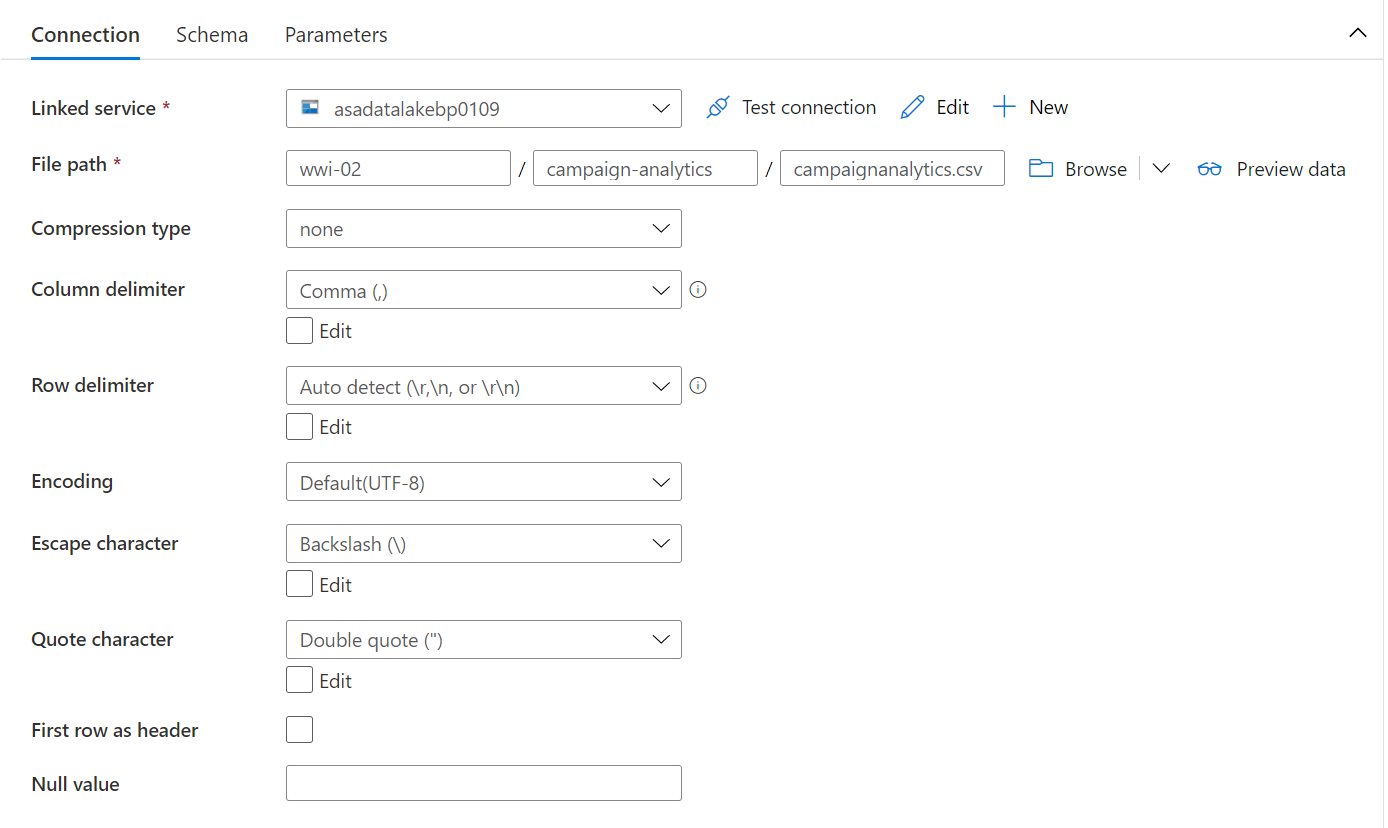 Connection Schema Parameters
Linked service * asadatalakebp0109 Test connection Edit New
File path * wwi-02 / campaign-analytics / campaignanalytics.csv Browse Preview data
Compression type none
Column delimiter Comma (,)
Edit
Row delimiter Auto detect (\r,\n, or \r\n)
Edit
Encoding Default(UTF-8)
Escape character Backslash (\)
Edit
Quote character Double quote (")
Edit
First row as header
Null value